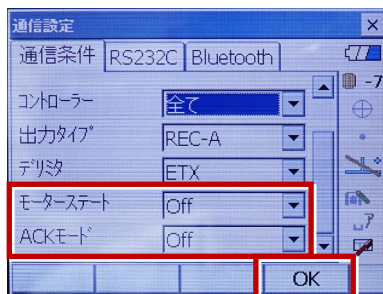 通信設定
通信条件 RS232C Bluetooth
-7
コントローラー 全て
出力タイプ REC-A
デリミタ ETX
モーターステート Off
ACKモード Off
OK